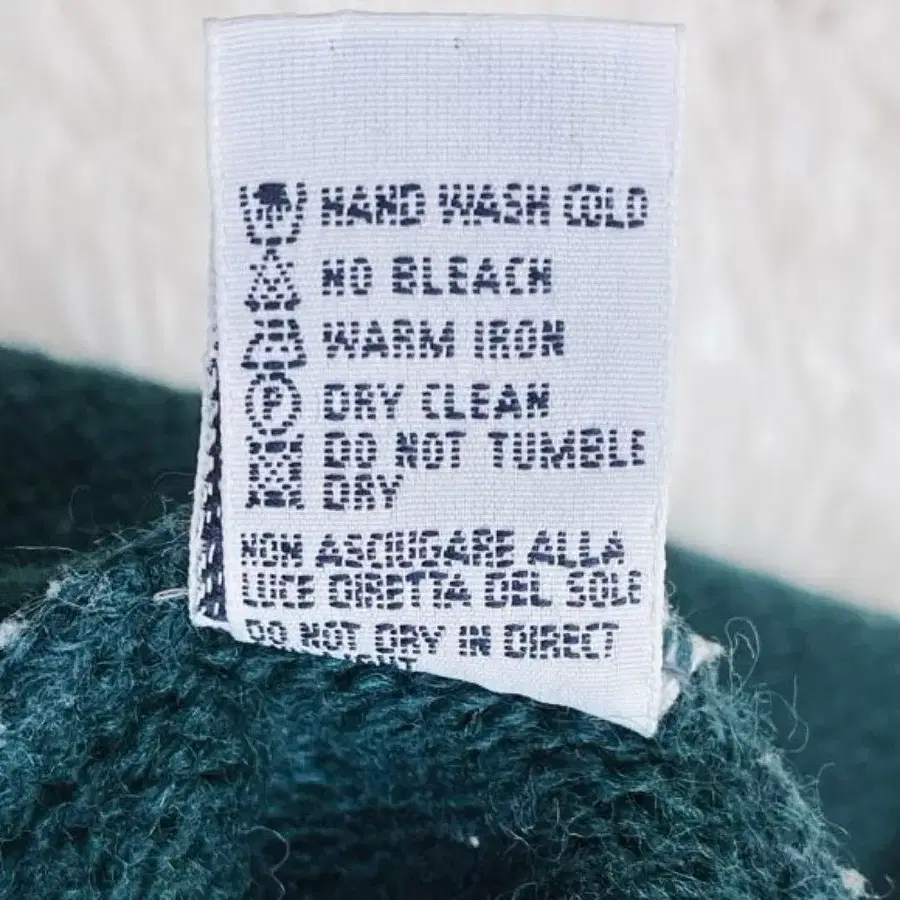 HAND WASH COLD
NO BLEACH
WARM IRON
P DRY CLEAN
DO NOT TUMBLE
DRY
NON ASCIUGARE ALLA
LUCE DIRETTA DEL SOLE
DO NOT DRY IN DIRECT